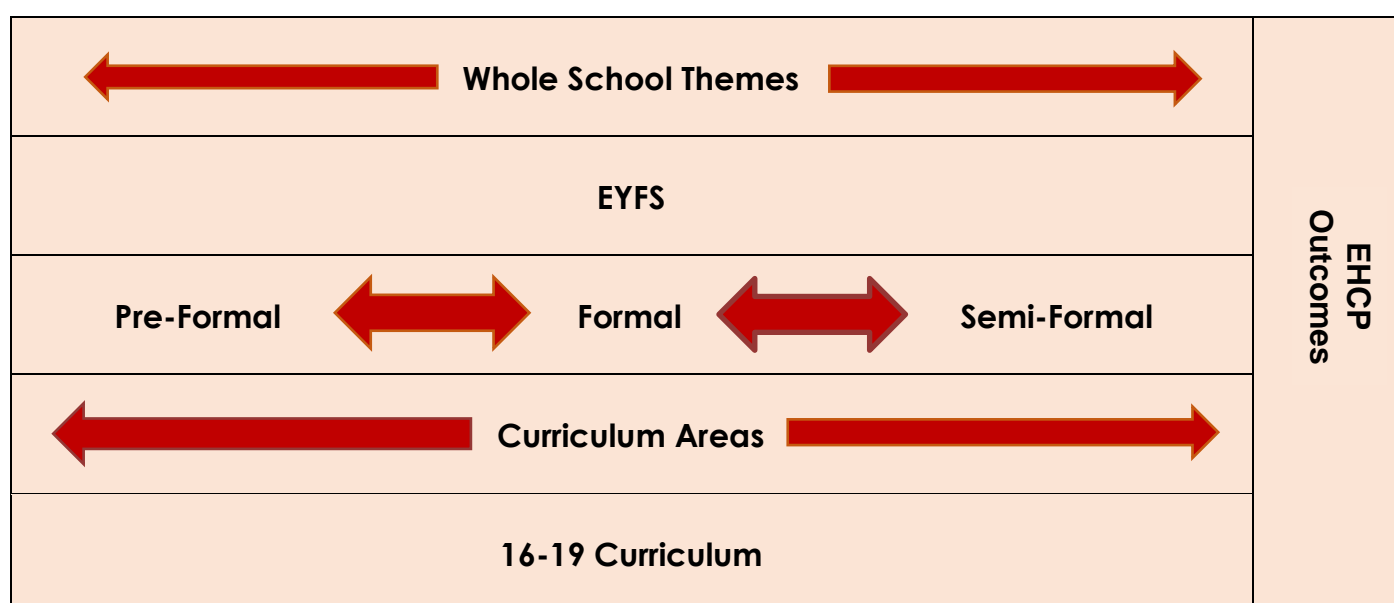 Whole School Themes
EYFS
Pre-Formal Formal Semi-Formal
Curriculum Areas
16-19 Curriculum
EHCP
Outcomes